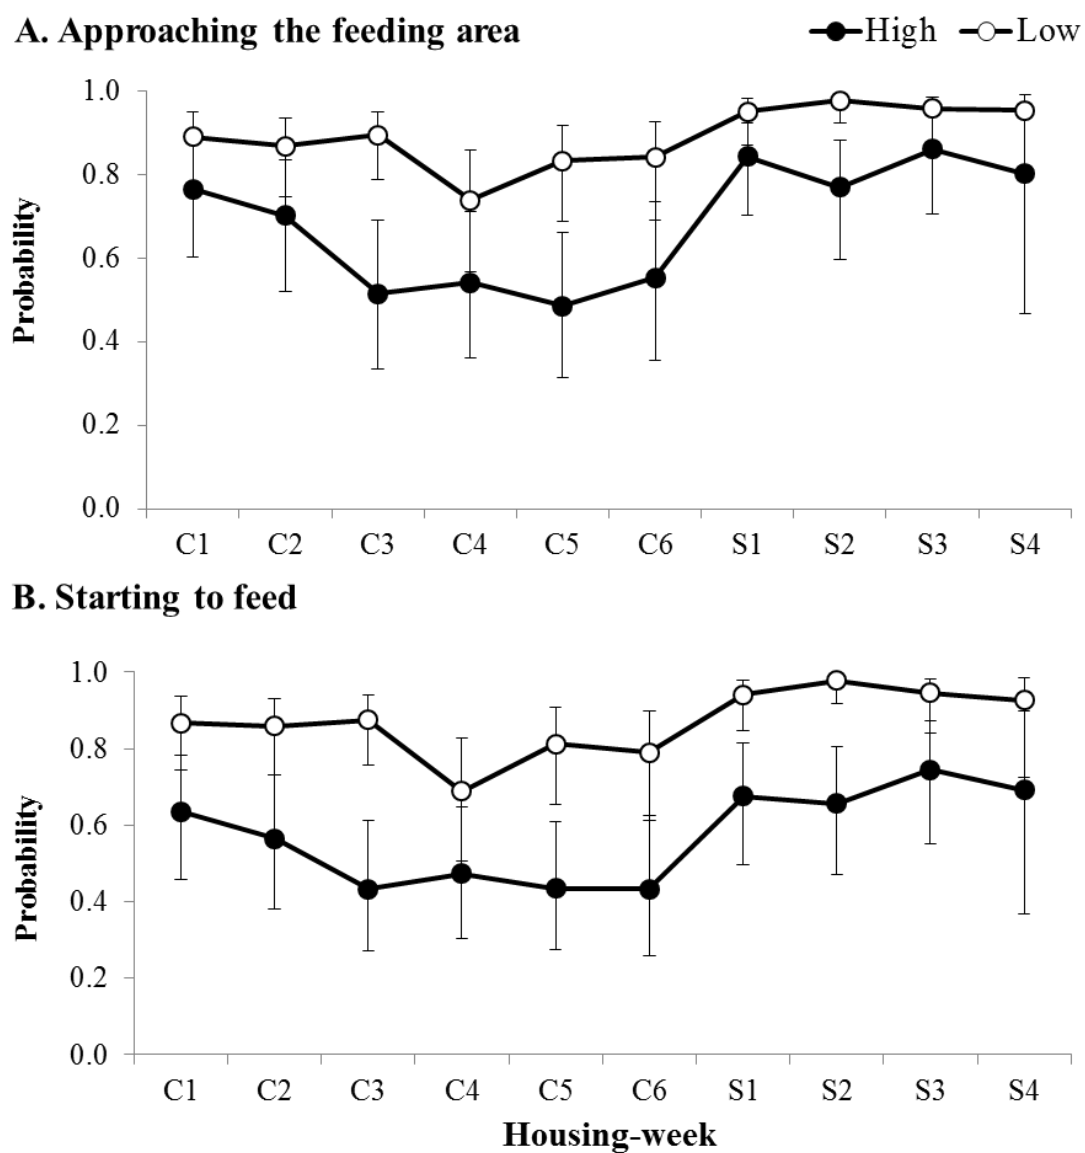 A. Approaching the feeding area High Low
1.0
0.8
0.6
0.4
0.2
0.0
Probability
C1 C2 C3 C4 C5 C6 S1 S2 S3 S4
B. Starting to feed
1.0
0.8
0.6
0.4
0.2
0.0
Probability
C1 C2 C3 C4 C5 C6 S1 S2 S3 S4
Housing-week